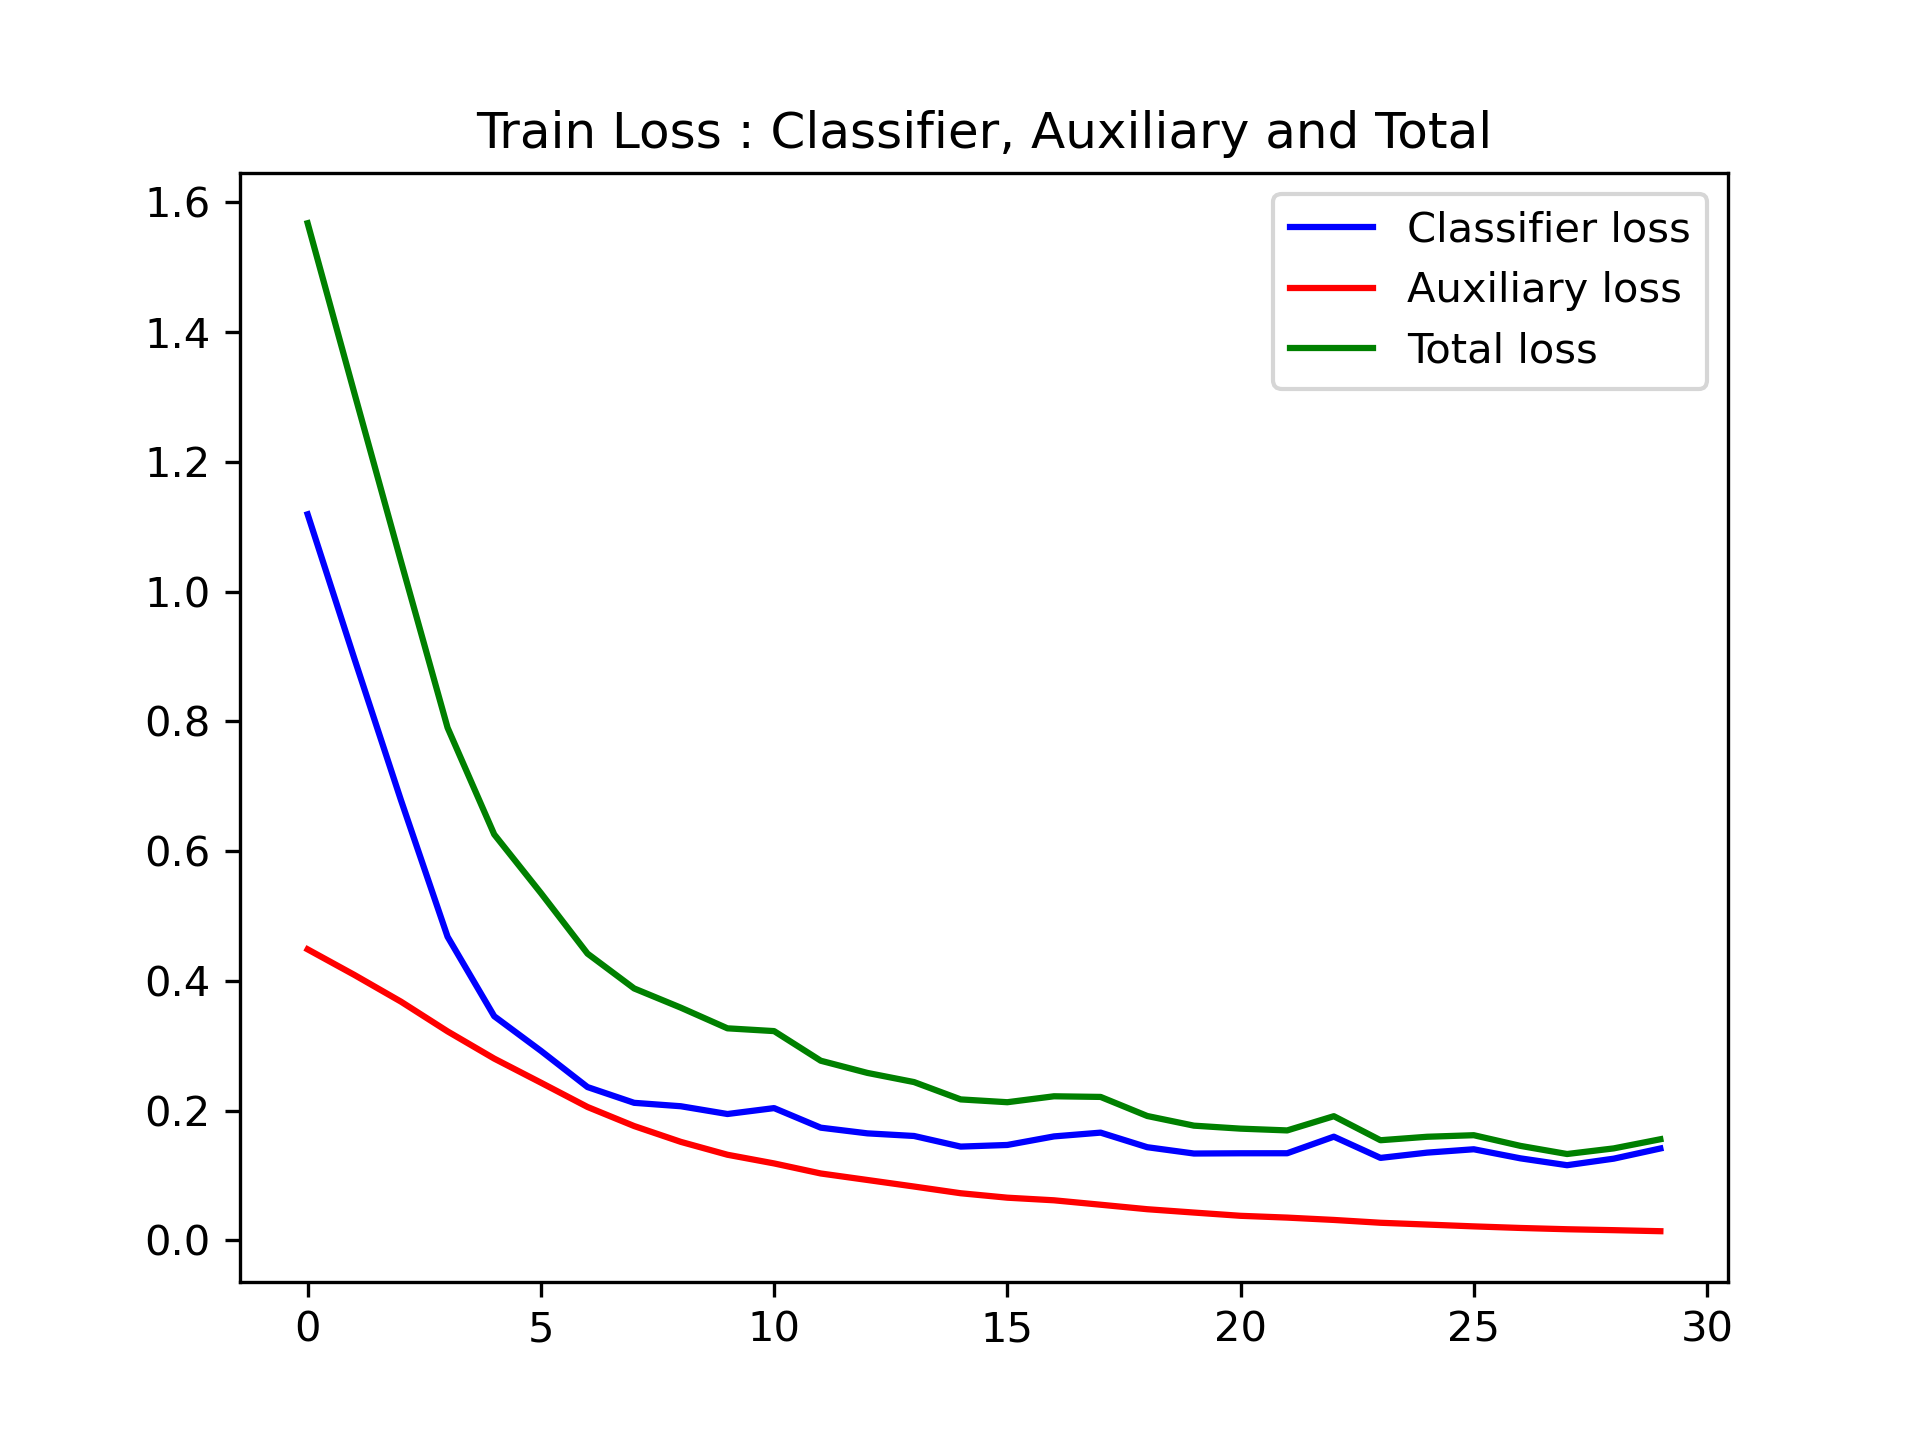 Train Loss : Classifier, Auxiliary and Total
Classifier loss
Auxiliary loss
Total loss
1.6
1.4
1.2
1.0
0.8
0.6
0.4
0.2
0.0
0 5 10 15 20 25 30